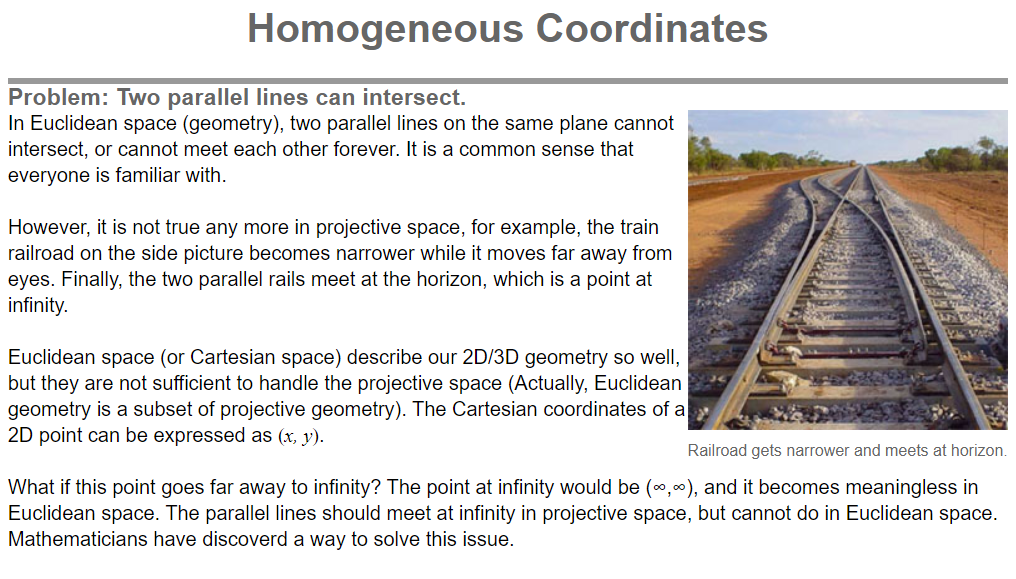 Homogeneous Coordinates
Problem: Two parallel lines can intersect.
In Euclidean space (geometry), two parallel lines on the same plane cannot
intersect, or cannot meet each other forever. It is a common sense that
everyone is familiar with.
However, it is not true any more in projective space, for example, the train
railroad on the side picture becomes narrower while it moves far away from
eyes. Finally, the two parallel rails meet at the horizon, which is a point at
infinity.
Euclidean space (or Cartesian space) describe our 2D/3D geometry so well,
but they are not sufficient to handle the projective space (Actually, Euclidean
geometry is a subset of projective geometry). The Cartesian coordinates of a
2D point can be expressed as (x, y).
Railroad gets narrower and meets at horizon.
What if this point goes far away to infinity? The point at infinity would be (∞,∞), and it becomes meaningless in
Euclidean space. The parallel lines should meet at infinity in projective space, but cannot do in Euclidean space.
Mathematicians have discoverd a way to solve this issue.